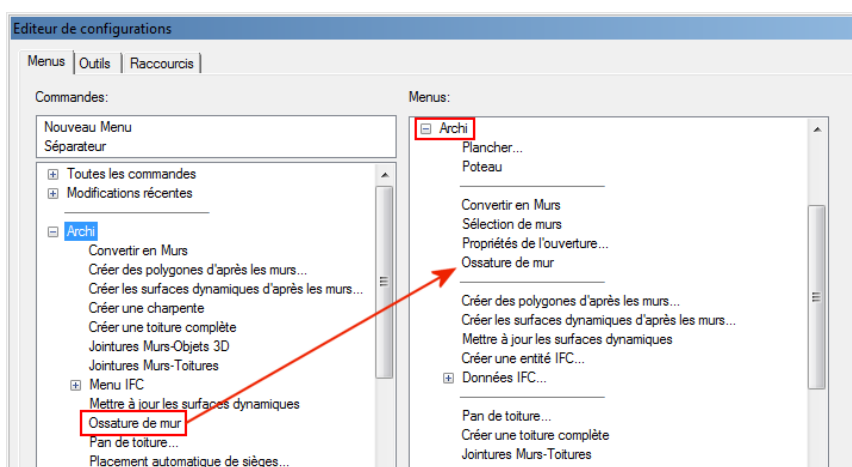 Editeur de configurations
Menus
Outils
Raccourcis
Commandes:
Nouveau Menu
Séparateur
Toutes les commandes
Modifications récentes
Archi
Convertir en Murs
Créer des polygones d'après les murs...
Créer les surfaces dynamiques d'après les murs...
Créer une charpente
Créer une toiture complète
Jointures Murs-Objets 3D
Jointures Murs-Toitures
Menu IFC
Mettre à jour les surfaces dynamiques
Ossature de mur
Pan de toiture...
Placement automatique de sièges...
Menus:
Archi
Plancher...
Poteau
Convertir en Murs
Sélection de murs
Propriétés de l'ouverture...
Ossature de mur
Créer des polygones d'après les murs...
Créer les surfaces dynamiques d'après les murs...
Mettre à jour les surfaces dynamiques
Créer une entité IFC...
Données IFC...
Pan de toiture...
Créer une toiture complète
Jointures Murs-Toitures